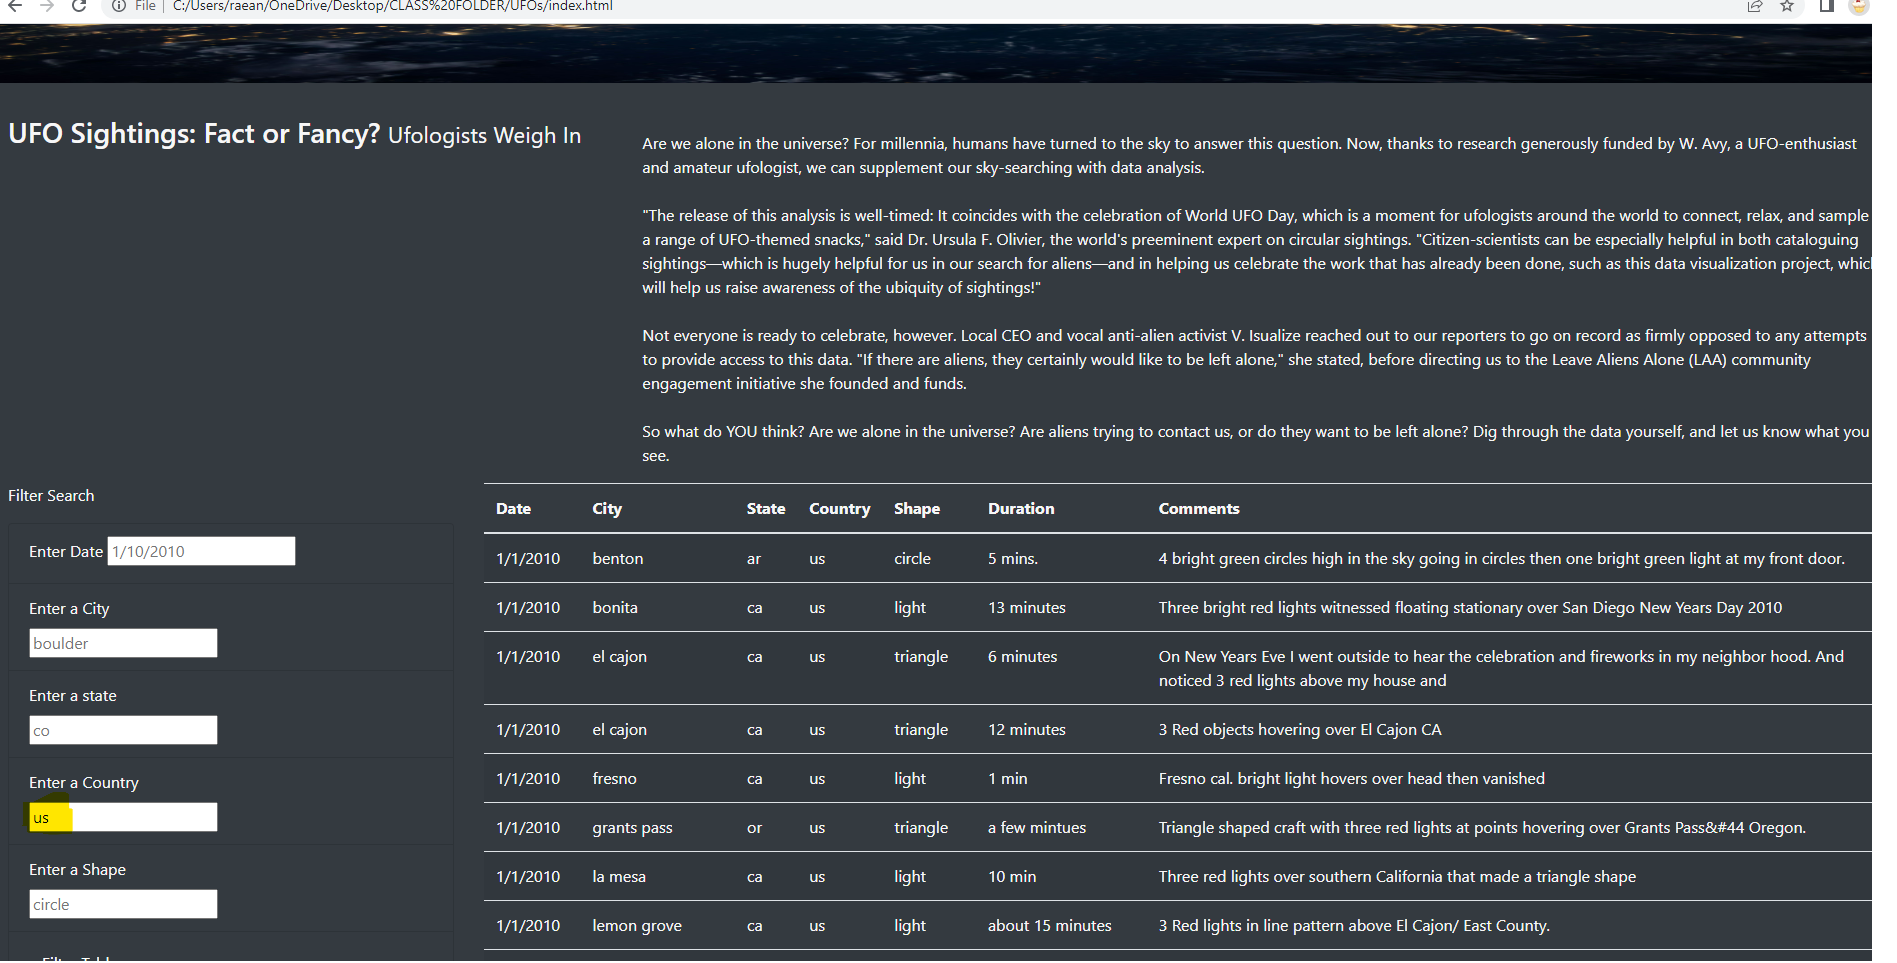 File | C:/Users/raean/OneDrive/Desktop/CLASS%20FOLDER/UFOs/index.html
UFO Sightings: Fact or Fancy? Ufologists Weigh In
Are we alone in the universe? For millennia, humans have turned to the sky to answer this question. Now, thanks to research generously funded by W. Avy, a UFO-enthusiast
and amateur ufologist, we can supplement our sky-searching with data analysis.
"The release of this analysis is well-timed: It coincides with the celebration of World UFO Day, which is a moment for ufologists around the world to connect, relax, and sample
a range of UFO-themed snacks," said Dr. Ursula F. Olivier, the world's preeminent expert on circular sightings. "Citizen-scientists can be especially helpful in both cataloguing
sightings—which is hugely helpful for us in our search for aliens—and in helping us celebrate the work that has already been done, such as this data visualization project, whic
will help us raise awareness of the ubiquity of sightings!"
Not everyone is ready to celebrate, however. Local CEO and vocal anti-alien activist V. Isualize reached out to our reporters to go on record as firmly opposed to any attempts
to provide access to this data. "If there are aliens, they certainly would like to be left alone," she stated, before directing us to the Leave Aliens Alone (LAA) community
engagement initiative she founded and funds.
So what do YOU think? Are we alone in the universe? Are aliens trying to contact us, or do they want to be left alone? Dig through the data yourself, and let us know what you
see.
Filter Search
Enter Date 1/10/2010
Enter a City
boulder
Enter a state
co
Enter a Country
us
Enter a Shape
circle
Date City State Country Shape Duration Comments
1/1/2010 benton ar us circle 5 mins. 4 bright green circles high in the sky going in circles then one bright green light at my front door.
1/1/2010 bonita ca us light 13 minutes Three bright red lights witnessed floating stationary over San Diego New Years Day 2010
1/1/2010 el cajon ca us triangle 6 minutes On New Years Eve I went outside to hear the celebration and fireworks in my neighbor hood. And
noticed 3 red lights above my house and
1/1/2010 el cajon ca us triangle 12 minutes 3 Red objects hovering over El Cajon CA
1/1/2010 fresno ca us light 1 min Fresno cal. bright light hovers over head then vanished
1/1/2010 grants pass or us triangle a few mintues Triangle shaped craft with three red lights at points hovering over Grants Pass&#44 Oregon.
1/1/2010 la mesa ca us light 10 min Three red lights over southern California that made a triangle shape
1/1/2010 lemon grove ca us light about 15 minutes 3 Red lights in line pattern above El Cajon/ East County.